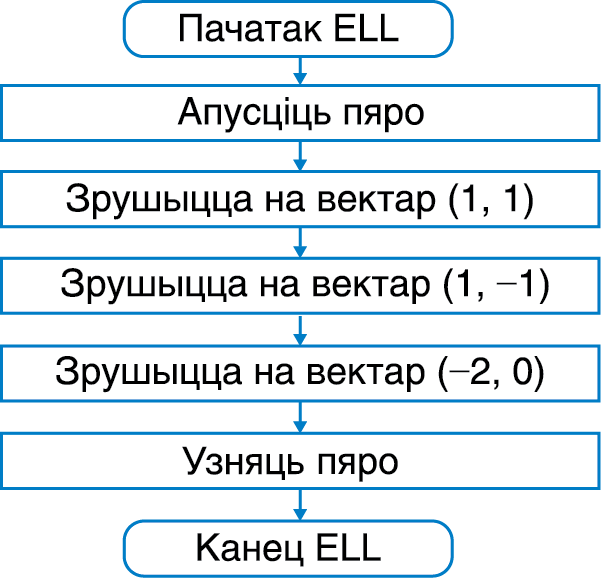 Пачатак ELL
Апусціць пяро
Зрушыцца на вектар (1, 1)
Зрушыцца на вектар (1, −1)
Зрушыцца на вектар (−2, 0)
Узняць пяро
Канец ELL